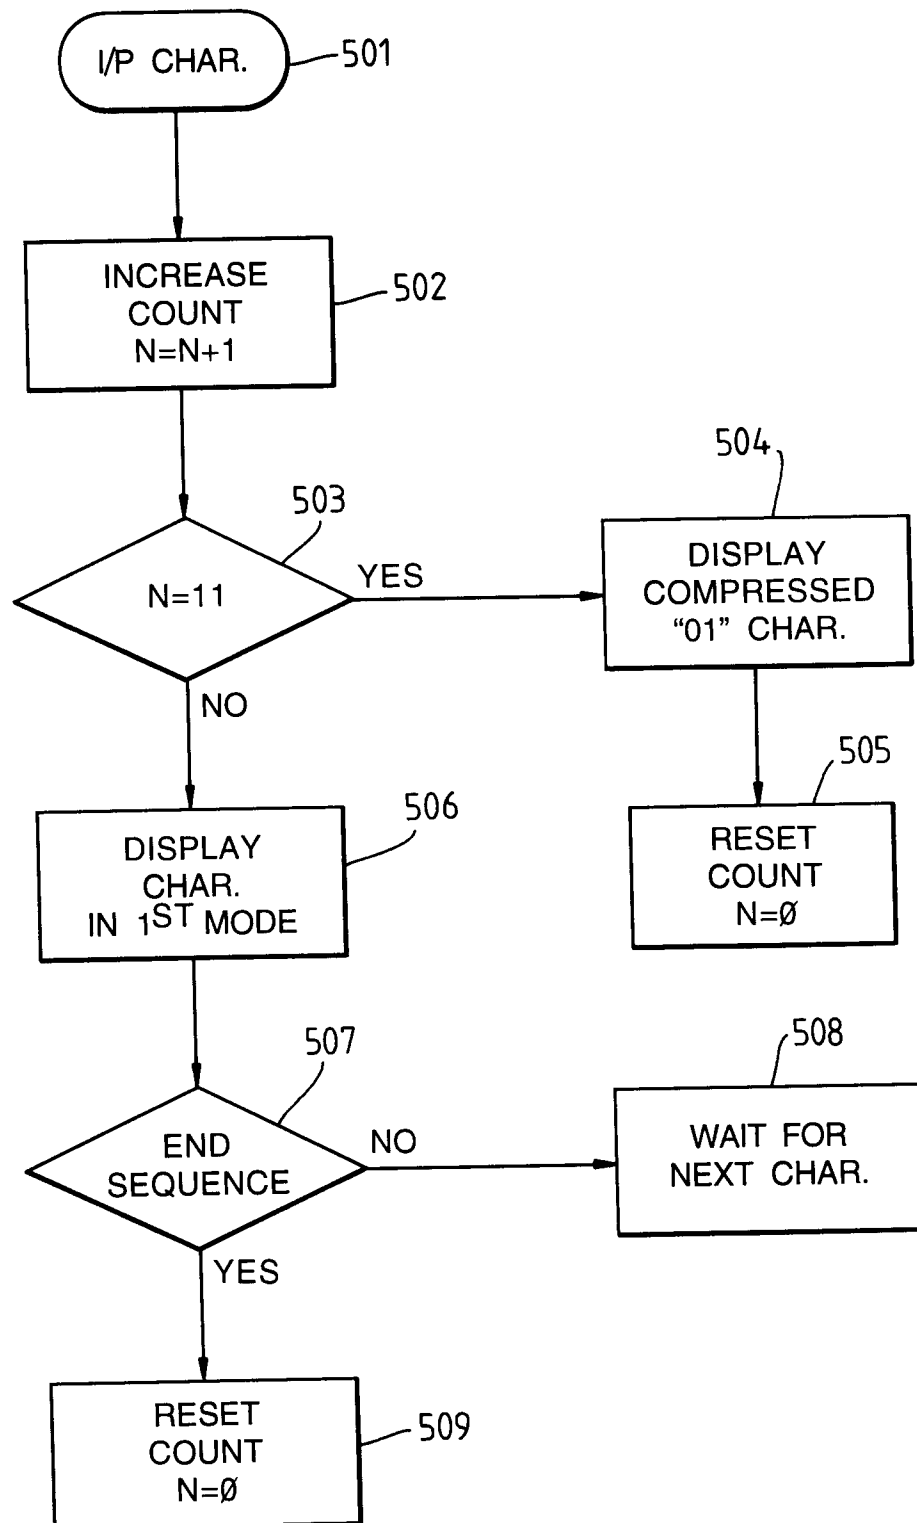 I/P CHAR.
501
INCREASE
COUNT
N=N+1
502
503
N=11
YES
NO
504
DISPLAY
COMPRESSED
“01” CHAR.
505
RESET
COUNT
N=Ø
506
DISPLAY
CHAR.
IN 1ST MODE
507
END
SEQUENCE
NO
YES
508
WAIT FOR
NEXT CHAR.
RESET
COUNT
N=Ø
509